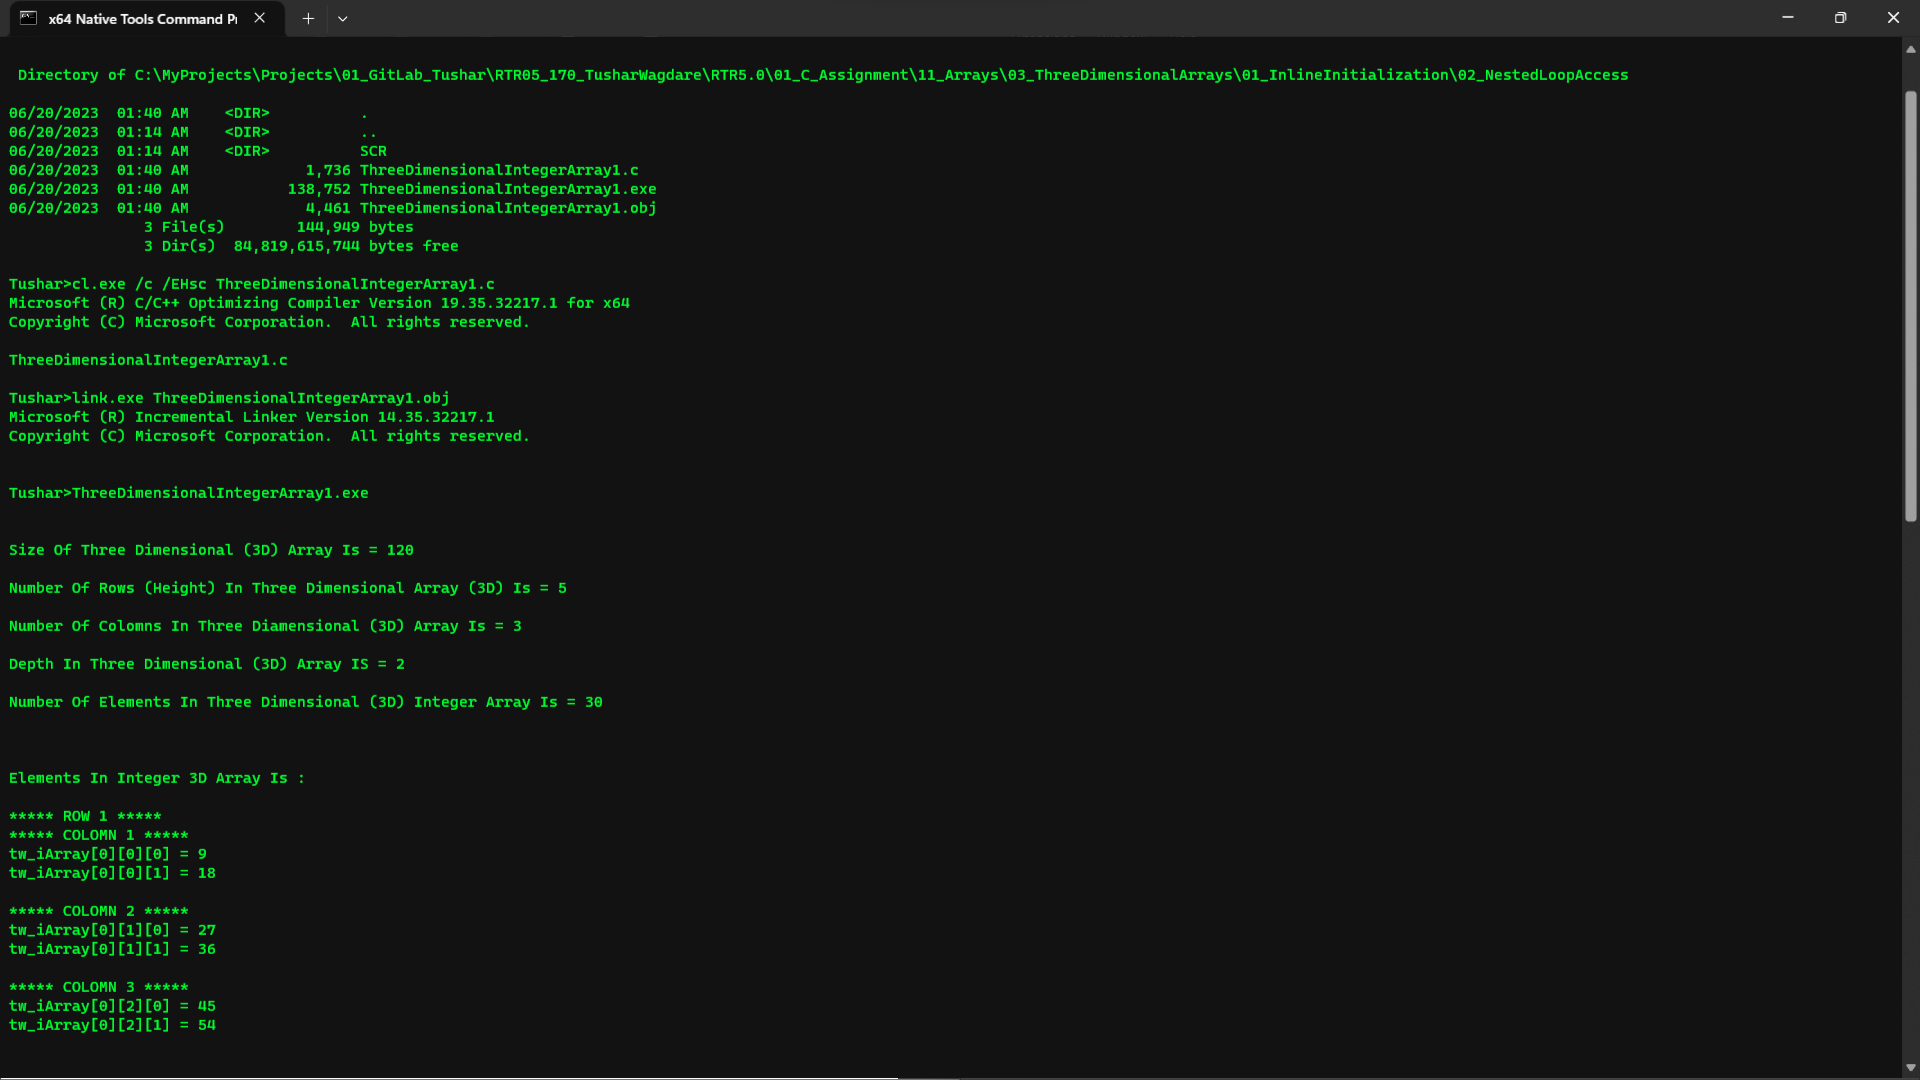 x64 Native Tools Command P
Directory of C:\MyProjects\Projects\01_GitLab_Tushar\RTR05_170_TusharWagdare\RTR5.0\01_C_Assignment\11_Arrays\03_ThreeDimensionalArrays\01_InlineInitialization\02_NestedLoopAccess
06/20/2023  01:40 AM    <DIR>          .
06/20/2023  01:14 AM    <DIR>          ..
06/20/2023  01:14 AM    <DIR>          SCR
06/20/2023  01:40 AM             1,736 ThreeDimensionalIntegerArray1.c
06/20/2023  01:40 AM           138,752 ThreeDimensionalIntegerArray1.exe
06/20/2023  01:40 AM             4,461 ThreeDimensionalIntegerArray1.obj
3 File(s)        144,949 bytes
3 Dir(s)  84,819,615,744 bytes free
Tushar>cl.exe /c /EHsc ThreeDimensionalIntegerArray1.c
Microsoft (R) C/C++ Optimizing Compiler Version 19.35.32217.1 for x64
Copyright (C) Microsoft Corporation.  All rights reserved.
ThreeDimensionalIntegerArray1.c
Tushar>link.exe ThreeDimensionalIntegerArray1.obj
Microsoft (R) Incremental Linker Version 14.35.32217.1
Copyright (C) Microsoft Corporation.  All rights reserved.
Tushar>ThreeDimensionalIntegerArray1.exe
Size Of Three Dimensional (3D) Array Is = 120
Number Of Rows (Height) In Three Dimensional Array (3D) Is = 5
Number Of Colomns In Three Diamensional (3D) Array Is = 3
Depth In Three Dimensional (3D) Array IS = 2
Number Of Elements In Three Dimensional (3D) Integer Array Is = 30
Elements In Integer 3D Array Is :
***** ROW 1 *****
***** COLOMN 1 *****
tw_iArray[0][0][0] = 9
tw_iArray[0][0][1] = 18
***** COLOMN 2 *****
tw_iArray[0][1][0] = 27
tw_iArray[0][1][1] = 36
***** COLOMN 3 *****
tw_iArray[0][2][0] = 45
tw_iArray[0][2][1] = 54